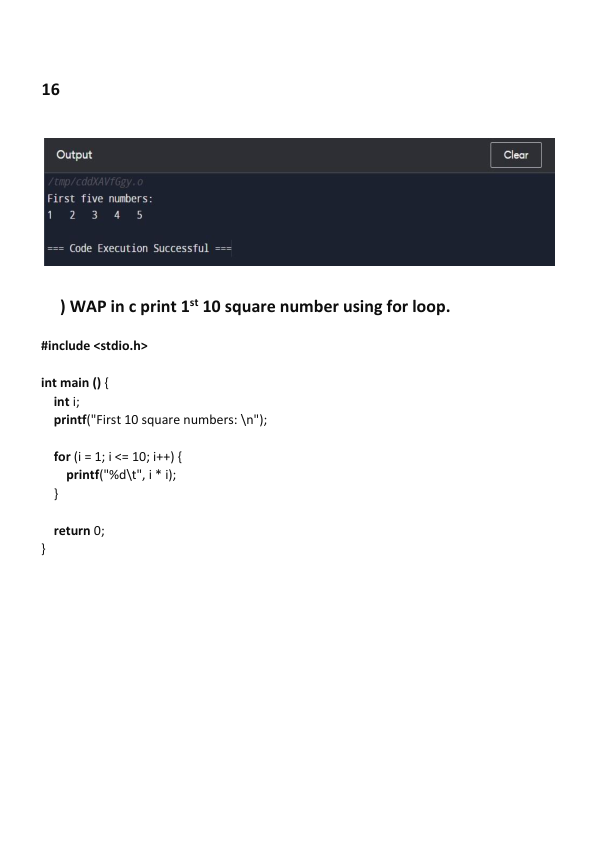 16
Output Clear
/tmp/cddXAVfGgy.o
First five numbers:
1 2 3 4 5
=== Code Execution Successful ===
) WAP in c print 1st 10 square number using for loop.
#include <stdio.h>
int main () {
int i;
printf("First 10 square numbers: \n");
for (i = 1; i <= 10; i++) {
printf("%d\t", i * i);
}
return 0;
}